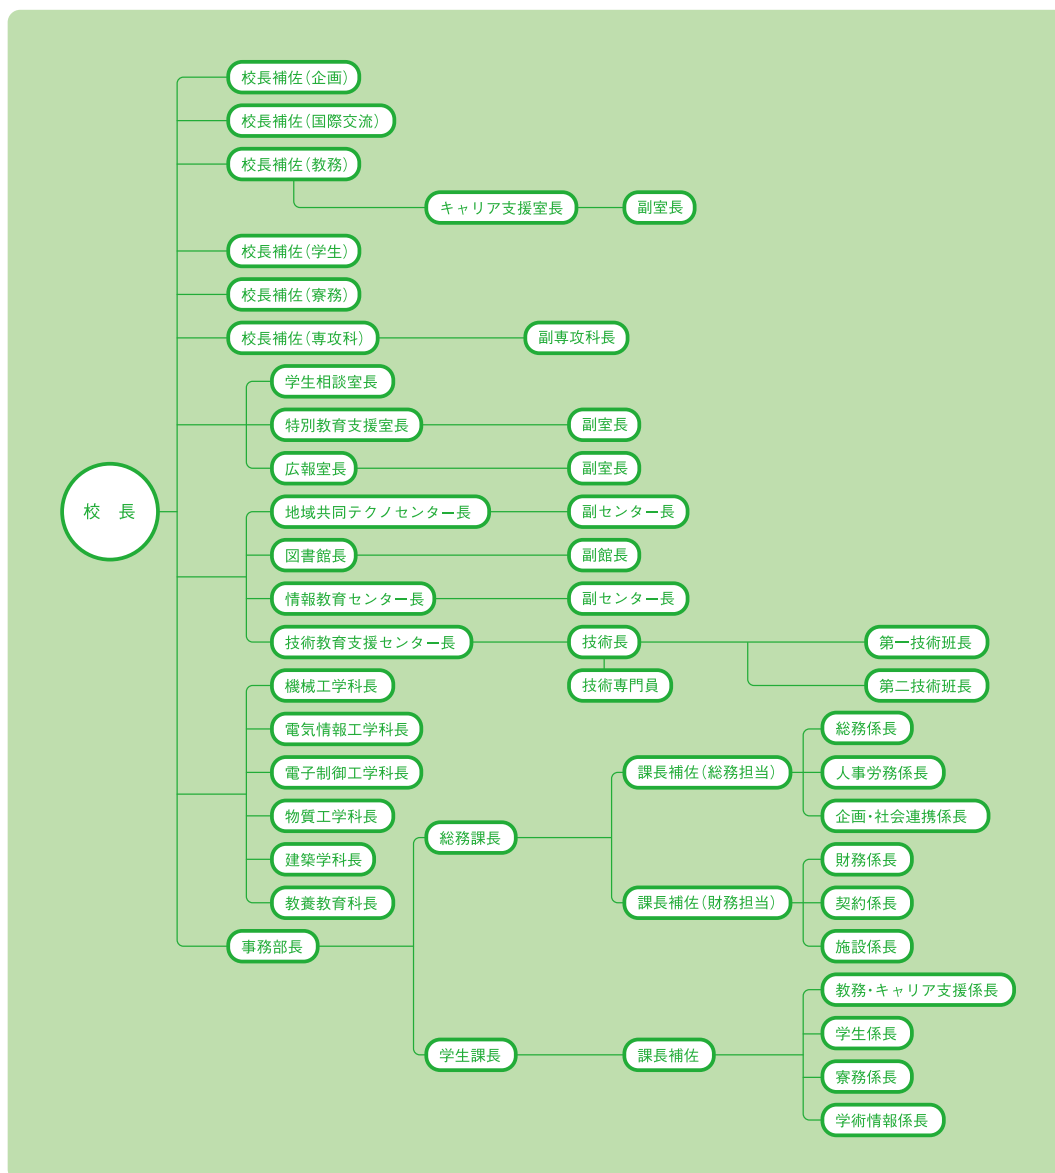 校長補佐（企画）
校長補佐（国際交流）
校長補佐（教務）
キャリア支援室長
副室長
校長補佐（学生）
校長補佐（寮務）
校長補佐（専攻科）
副専攻科長
学生相談室長
特別教育支援室長
副室長
広報室長
副室長
校　長
地域共同テクノセンター長
副センター長
図書館長
副館長
情報教育センター長
副センター長
技術教育支援センター長
技術長
第一技術班長
機械工学科長
技術専門員
第二技術班長
電気情報工学科長
総務係長
電子制御工学科長
課長補佐（総務担当）
人事労務係長
物質工学科長
企画・社会連携係長
総務課長
建築学科長
財務係長
教養教育科長
課長補佐（財務担当）
契約係長
事務部長
施設係長
教務・キャリア支援係長
学生係長
学生課長
課長補佐
寮務係長
学術情報係長